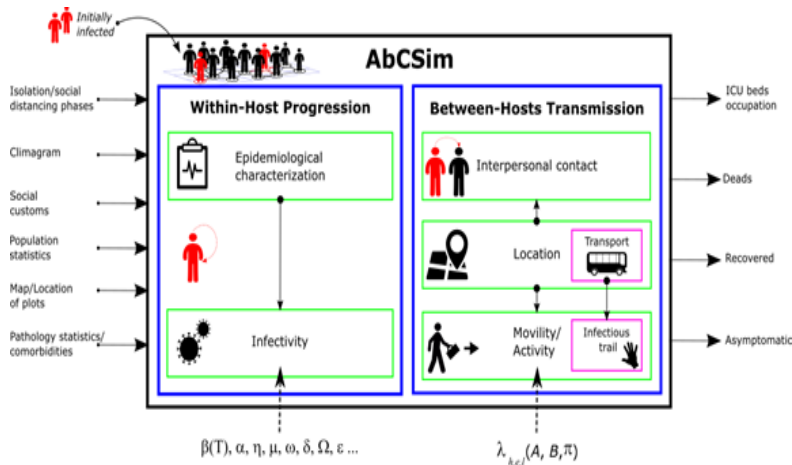 Initially
infected
AbCSim
Isolation/social
distancing phases
Climagram
Social
customs
Population
statistics
Map/Location
of plots
Pathology statistics/
comorbidities
Within-Host Progression
Epidemiological
characterization
Infectivity
Between-Hosts Transmission
Interpersonal contact
Location
Transport
Movility/
Activity
Infectious
trail
ICU beds
occupation
Deads
Recovered
Asymptomatic
β(T), α, η, μ, ω, δ, Ω, ε ...
λ (A, B,π)